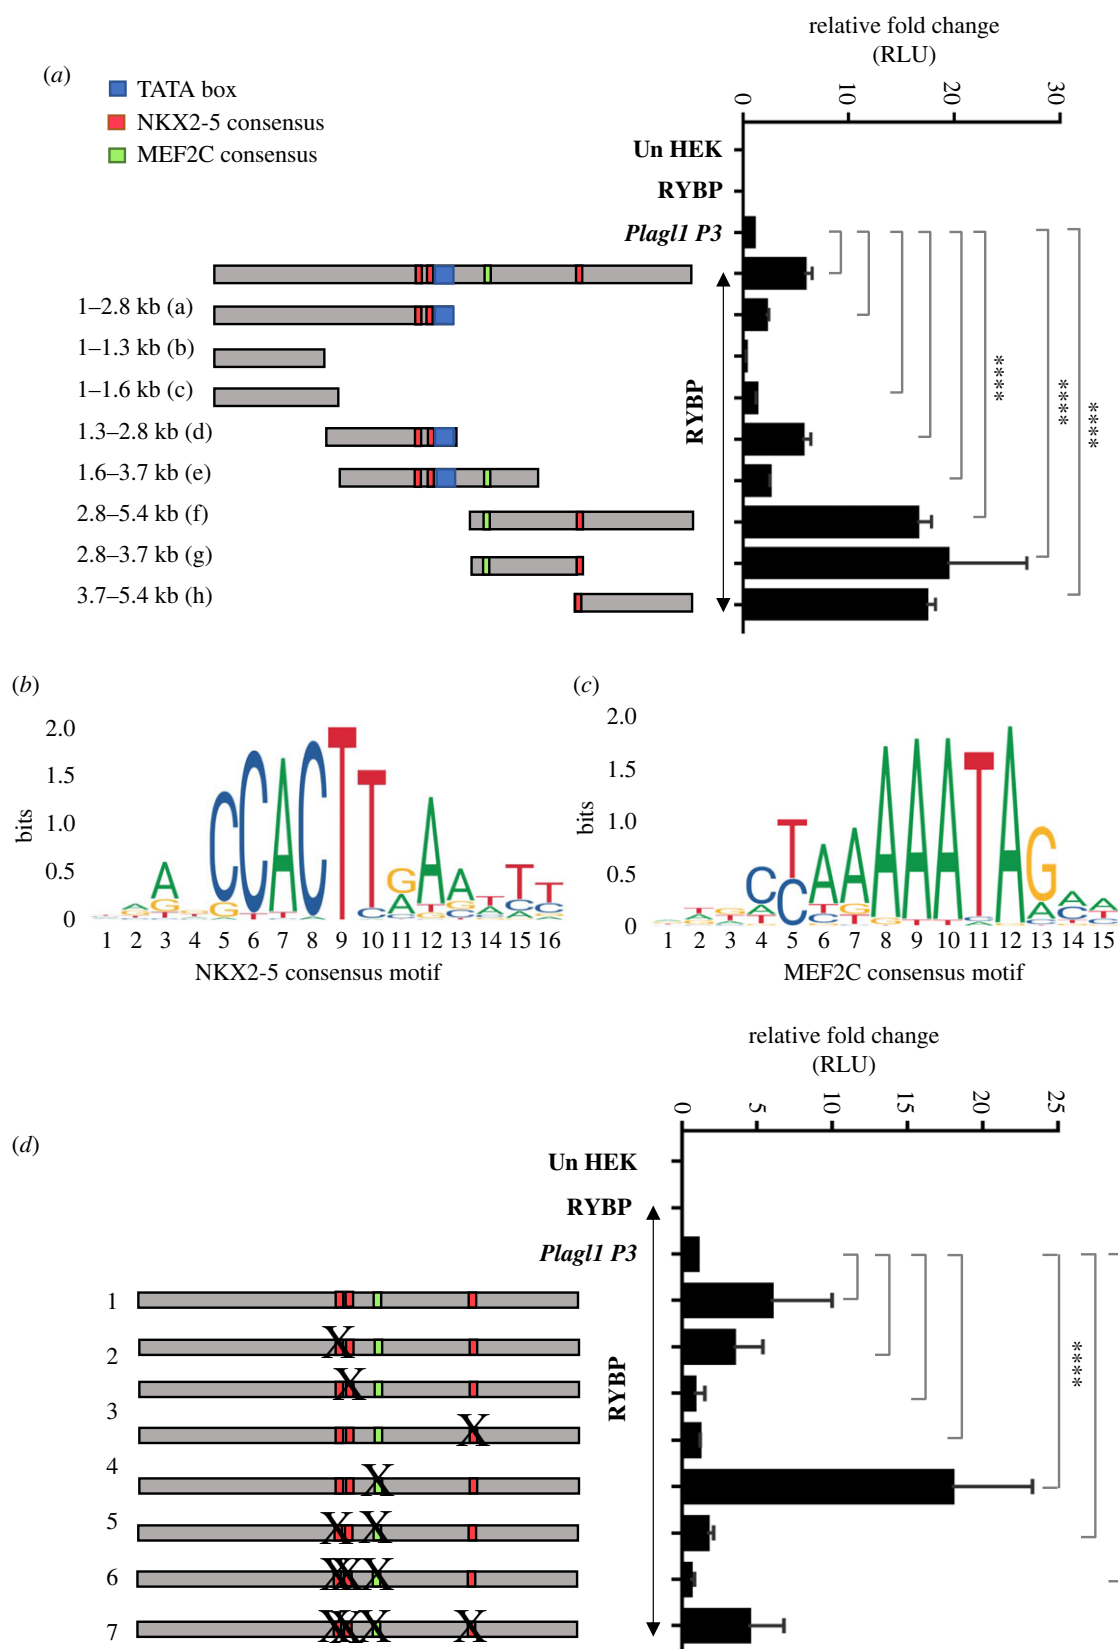 (a)
TATA box
NKX2-5 consensus
MEF2C consensus
relative fold change
(RLU)
0 10 20 30
Un HEK
RYBP
Plagl1 P3
1–2.8 kb (a)
1–1.3 kb (b)
1–1.6 kb (c)
1.3–2.8 kb (d)
1.6–3.7 kb (e)
2.8–5.4 kb (f)
2.8–3.7 kb (g)
3.7–5.4 kb (h)
RYBP
****
****
****
(b)
2.0
1.5
1.0
0.5
0
bits
CCACTTGAATTT
1 2 3 4 5 6 7 8 9 10 11 12 13 14 15 16
NKX2-5 consensus motif
(c)
2.0
1.5
1.0
0.5
0
bits
CTAAAAATAG
1 2 3 4 5 6 7 8 9 10 11 12 13 14 15
MEF2C consensus motif
(d)
relative fold change
(RLU)
0 5 10 15 20 25
Un HEK
RYBP
Plagl1 P3
1
2
X
X
3
X
4
X
5
X X
6
XX X
7
XX X X
RYBP
****